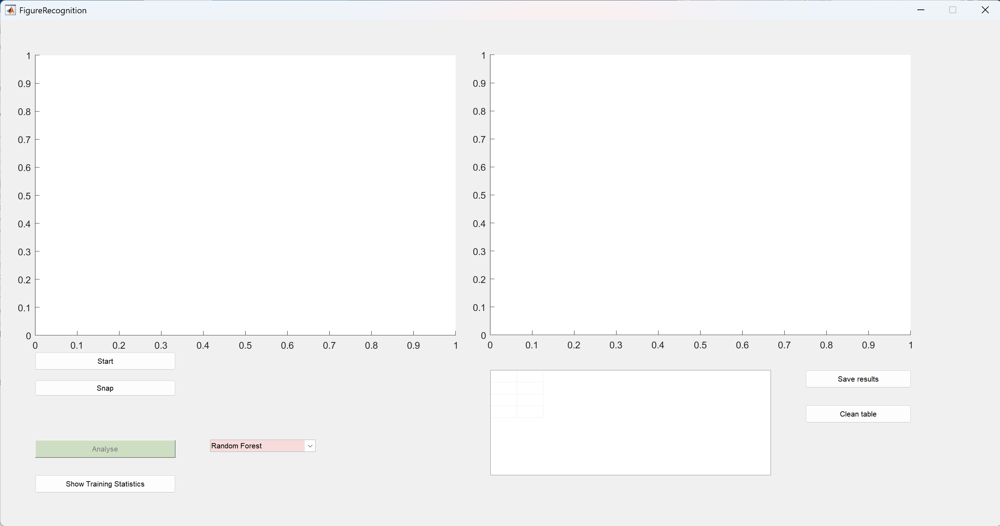 FigureRecognition
1
0.9
0.8
0.7
0.6
0.5
0.4
0.3
0.2
0.1
0
0 0.1 0.2 0.3 0.4 0.5 0.6 0.7 0.8 0.9 1
1
0.9
0.8
0.7
0.6
0.5
0.4
0.3
0.2
0.1
0
0 0.1 0.2 0.3 0.4 0.5 0.6 0.7 0.8 0.9 1
Start
Snap
Analyse
Random Forest
Show Training Statistics
Save results
Clean table